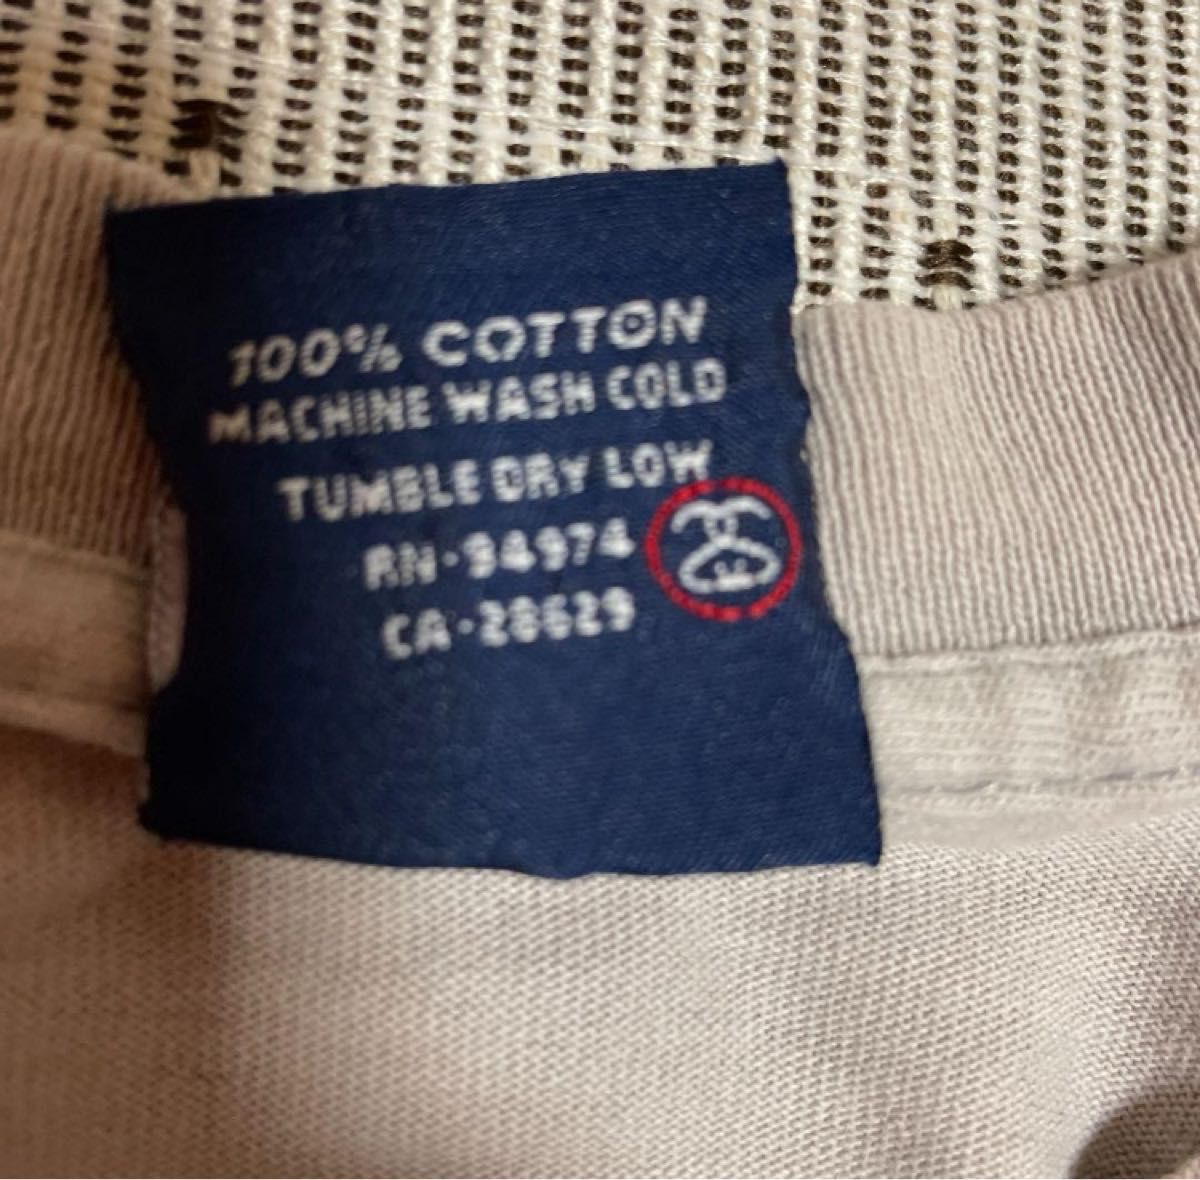 100% COTTON
MACHINE WASH COLD
TUMBLE DRY LOW
RN-94974
CA-28629